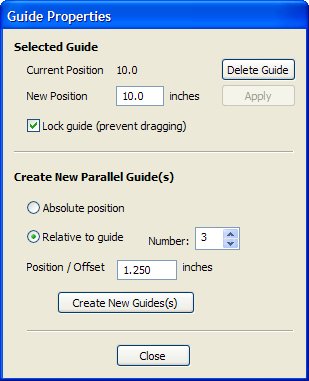 Guide Properties
Selected Guide
Current Position 10.0 Delete Guide
New Position 10.0 inches Apply
Lock guide (prevent dragging)
Create New Parallel Guide(s)
Absolute position
Relative to guide Number: 3
Position / Offset 1.250 inches
Create New Guides(s)
Close